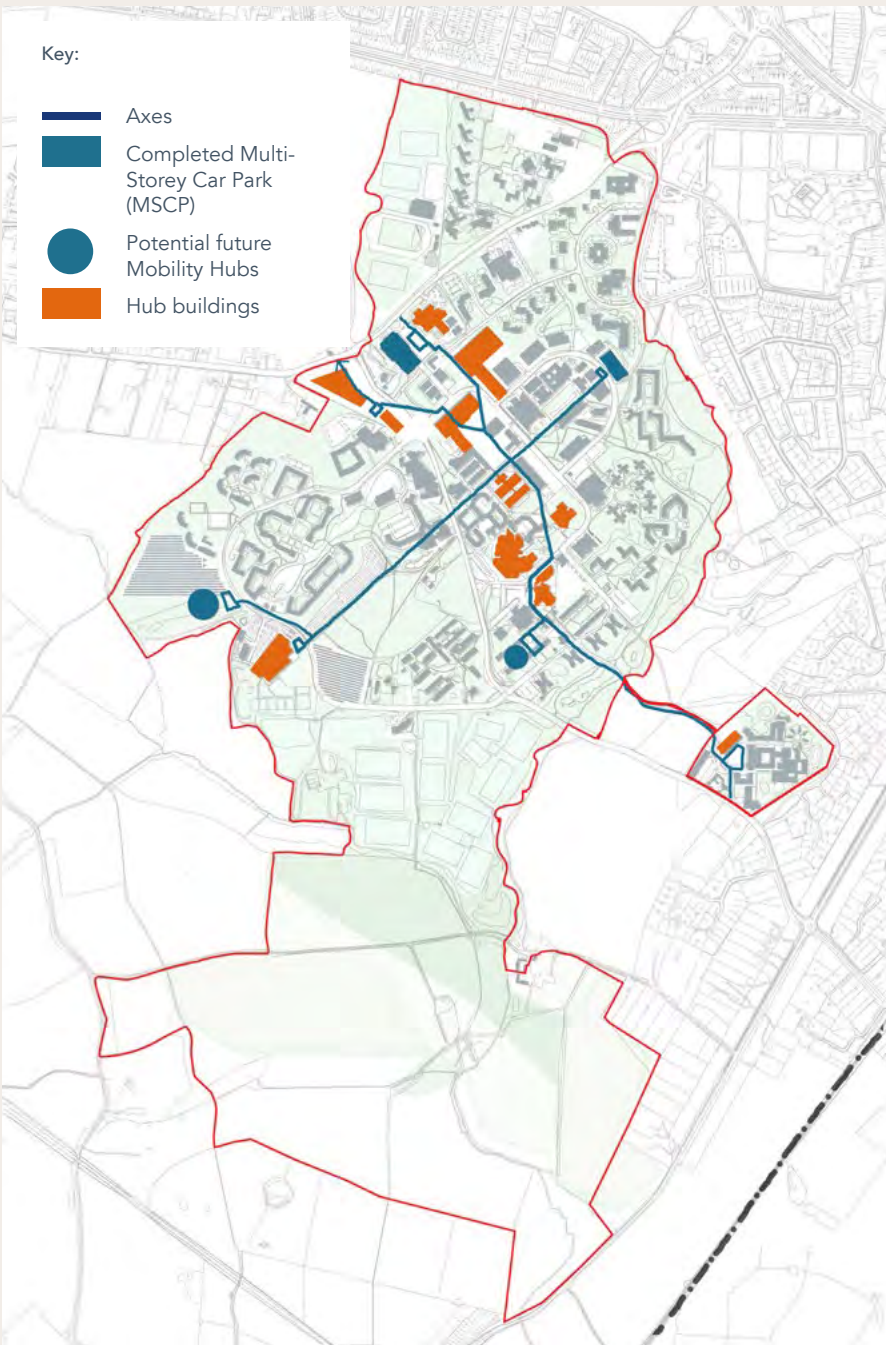 Key:
Axes
Completed Multi-
Storey Car Park
(MSCP)
Potential future
Mobility Hubs
Hub buildings